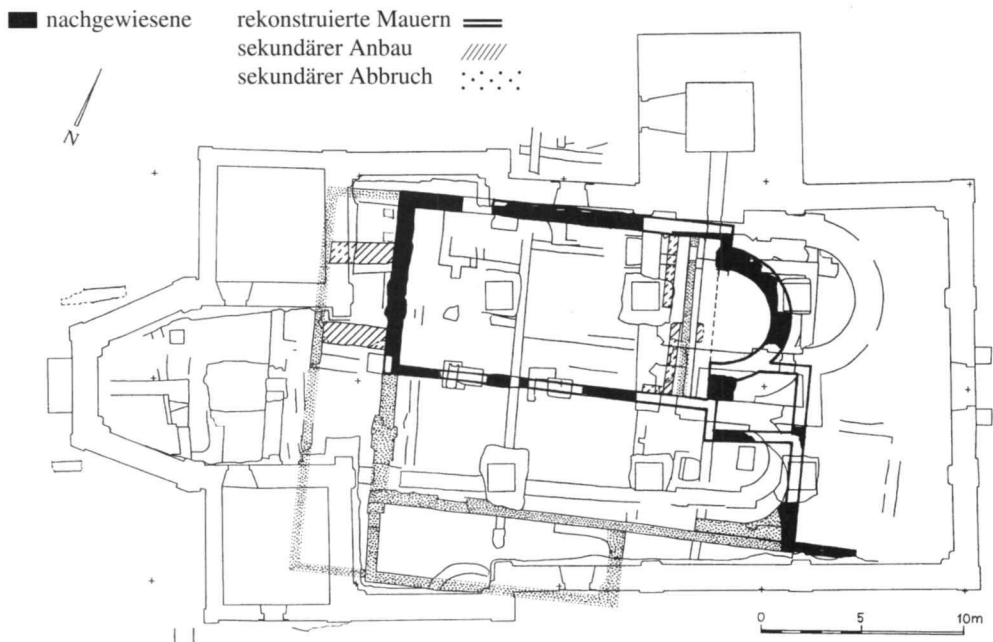 nachgewiesene rekonstruierte Mauern
sekundärer Anbau
sekundärer Abbruch
N
0 5 10m